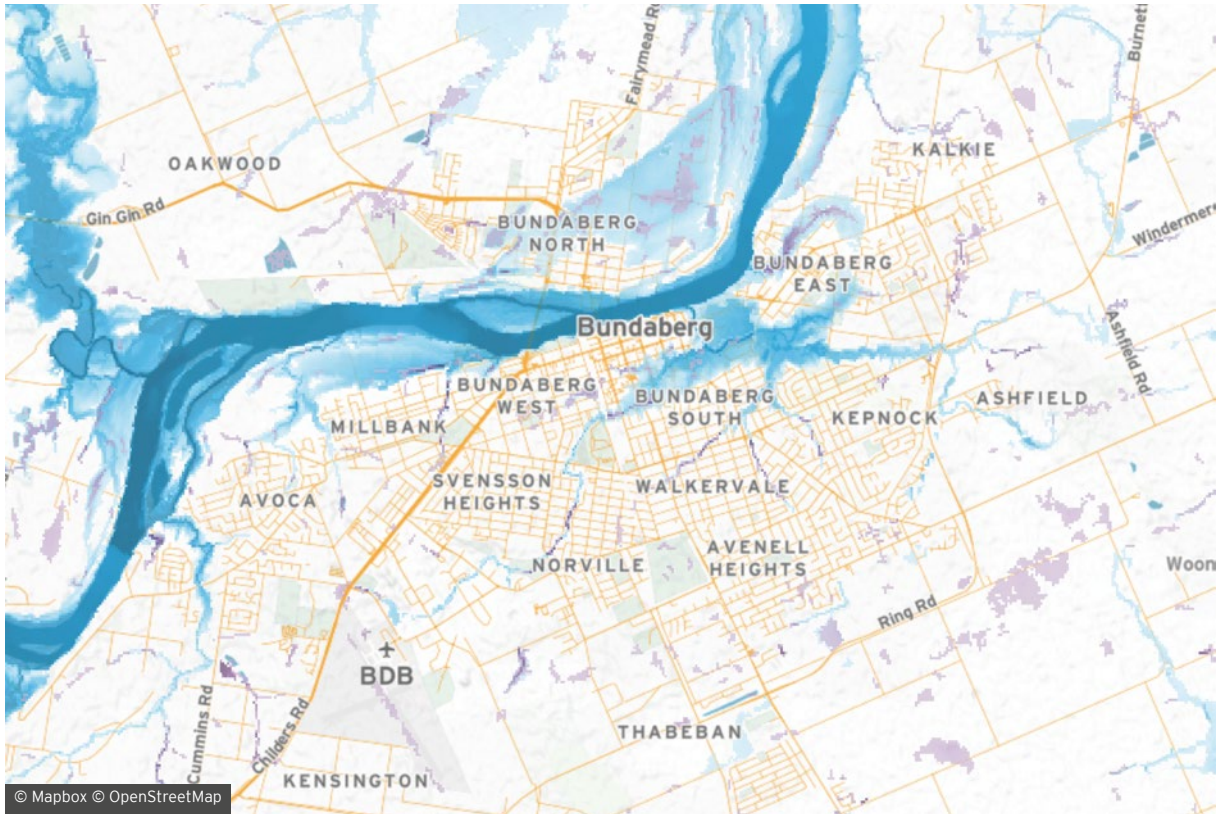 Fairymead R
Burnett
KALKIE
OAKWOOD
Gin Gin Rd
BUNDABERG
NORTH
Windermere
BUNDABERG
EAST
Bundaberg
Ashfield Rd
BUNDABERG
WEST
BUNDABERG
SOUTH
ASHFIELD
KEPNOCK
MILLBANK
SVENSSON
HEIGHTS
WALKERVALE
AVOCA
AVENELL
HEIGHTS
NORVILLE
Woon
Ring Rd
BDB
Cummins Rd
Childers Rd
THABEBAN
KENSINGTON
© Mapbox © OpenStreetMap